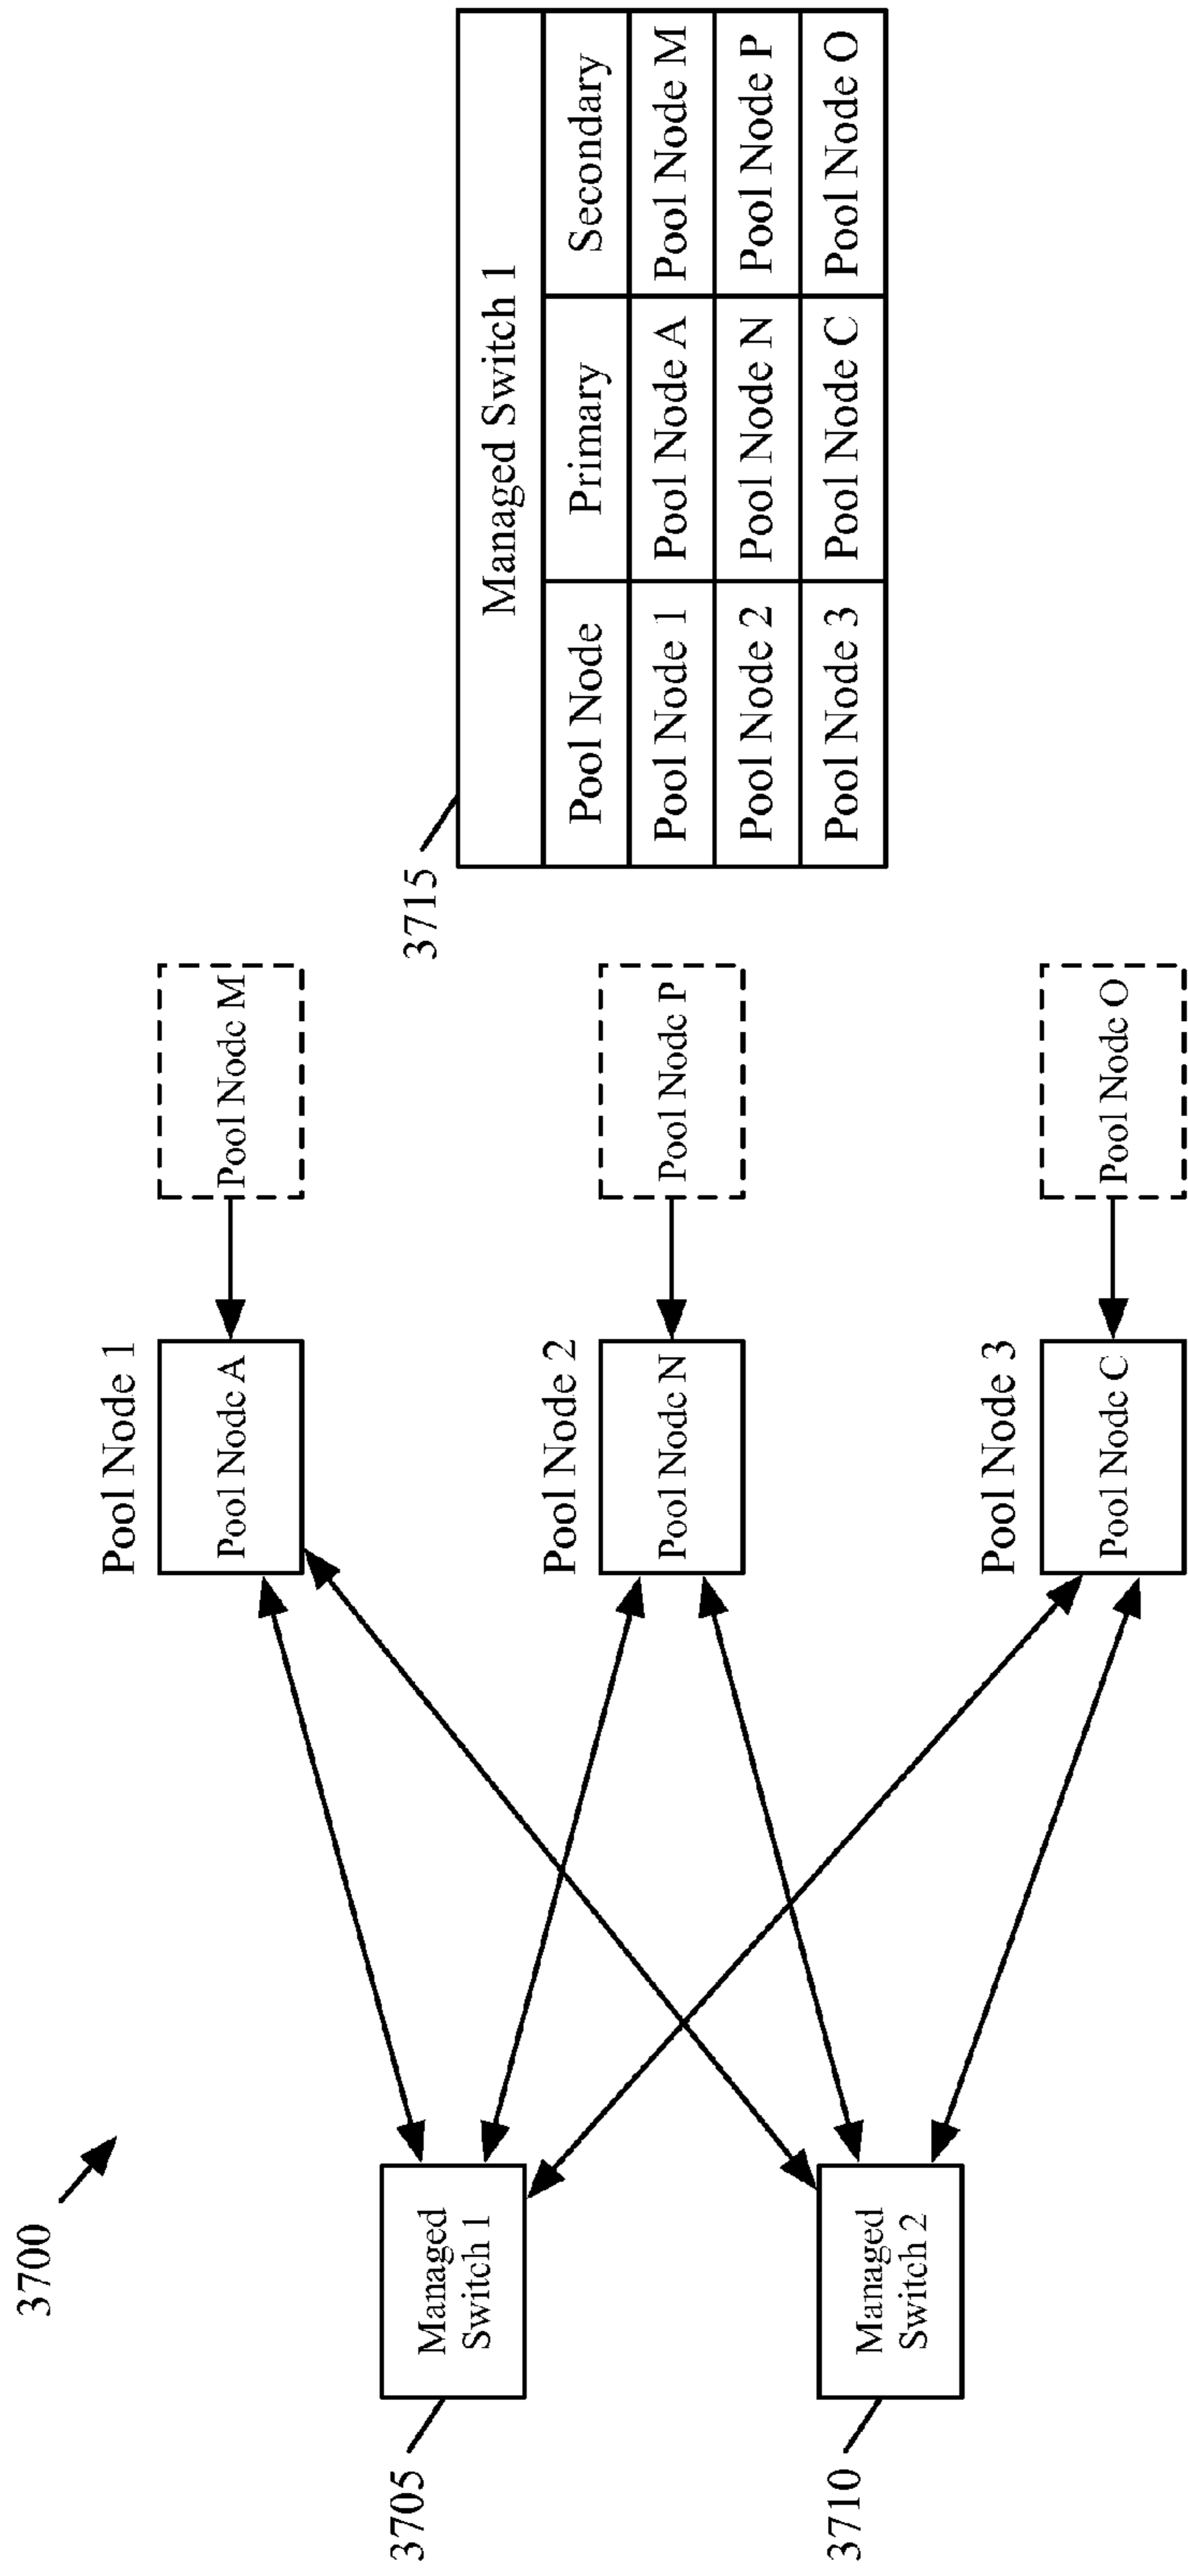 3700
3705
Managed
Switch 1
3710
Managed
Switch 2
Pool Node 1
Pool Node A
Pool Node M
Pool Node 2
Pool Node N
Pool Node P
Pool Node 3
Pool Node C
Pool Node O
3715
Managed Switch 1
Pool Node Primary Secondary
Pool Node 1 Pool Node A Pool Node M
Pool Node 2 Pool Node N Pool Node P
Pool Node 3 Pool Node C Pool Node O